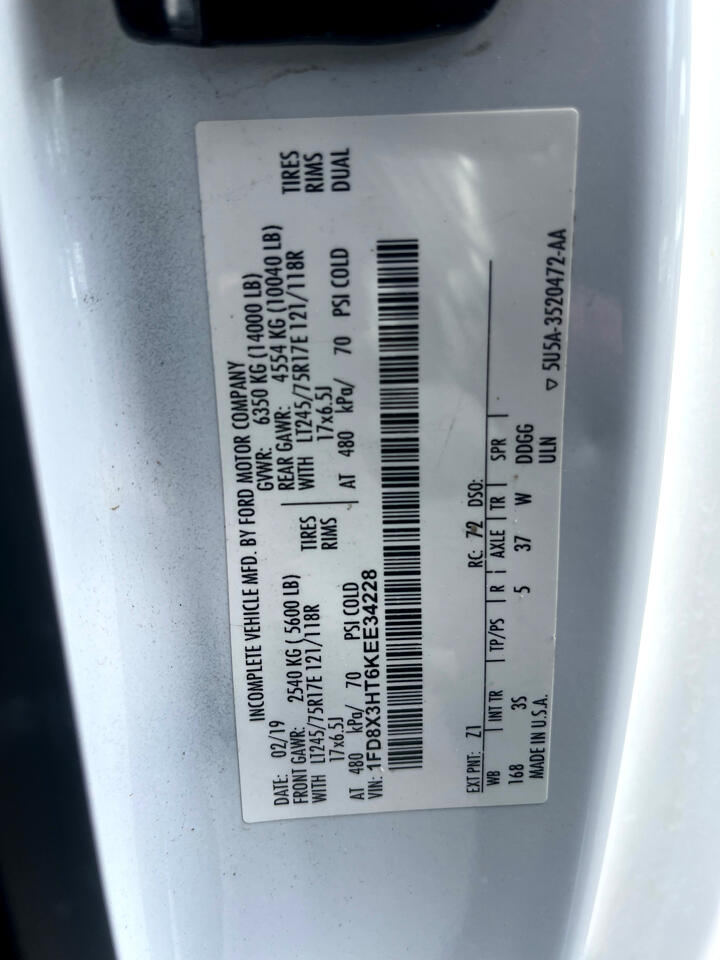 INCOMPLETE VEHICLE MFD. BY FORD MOTOR COMPANY
DATE: 02/19 GVWR: 6350 KG (14000 LB)
FRONT GAWR: 2540 KG ( 5600 LB) REAR GAWR: 4554 KG (10040 LB)
WITH LT245/75R17E 121/118R TIRES WITH LT245/75R17E 121/118R TIRES
17x6.5J RIMS 17x6.5J RIMS
AT 480 kPa/ 70 PSI COLD AT 480 kPa/ 70 PSI COLD DUAL
VIN: 1FD8X3HT6KEE34228
EXT PNT: Z1 RC: 72 DSO:
WB INT TR TP/PS R AXLE TR SPR
168 3S 5 37 W DDGG
MADE IN U.S.A. ULN
▽ 5U5A-3520472-AA